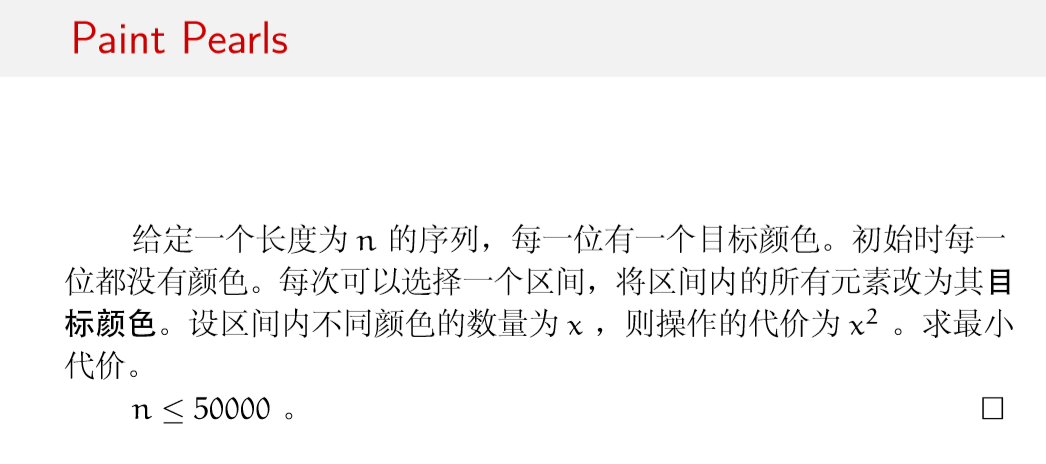 Paint Pearls
给定一个长度为 n 的序列，每一位有一个目标颜色。初始时每一
位都没有颜色。每次可以选择一个区间，将区间内的所有元素改为其目
标颜色。设区间内不同颜色的数量为 x ，则操作的代价为 x² 。求最小
代价。
n ≤ 50000 。 □